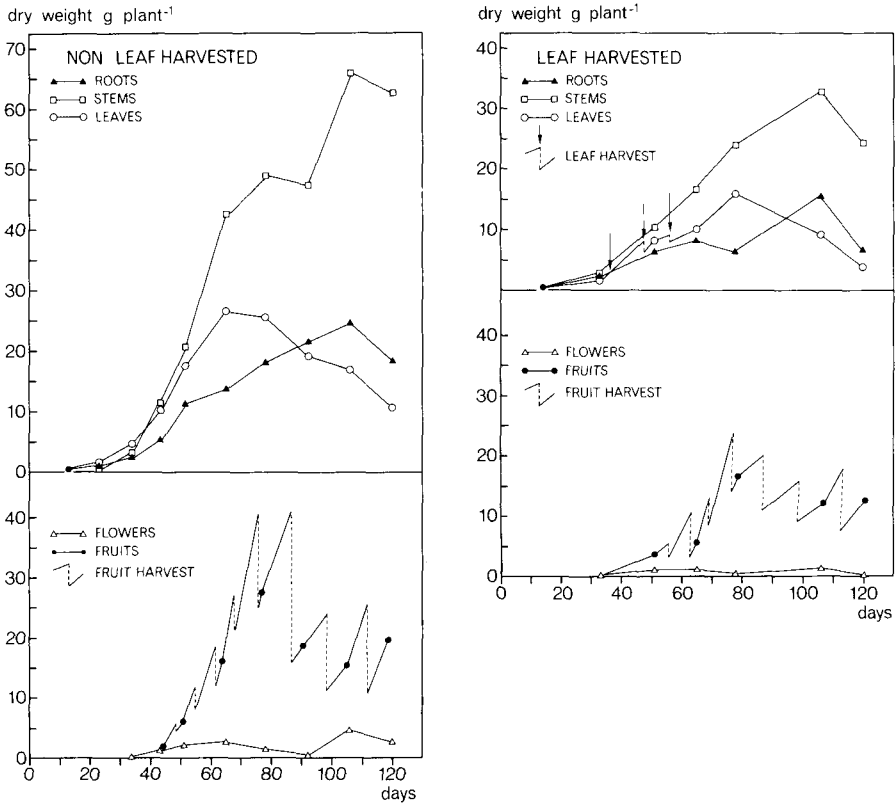 dry weight g plant-1
NON LEAF HARVESTED
ROOTS
STEMS
LEAVES
70
60
50
40
30
20
10
0
FLOWERS
FRUITS
FRUIT HARVEST
40
30
20
10
0
0 20 40 60 80 100 120
days
dry weight g plant-1
LEAF HARVESTED
ROOTS
STEMS
LEAVES
LEAF HARVEST
40
30
20
10
FLOWERS
FRUITS
FRUIT HARVEST
40
30
20
10
0
0 20 40 60 80 100 120
days